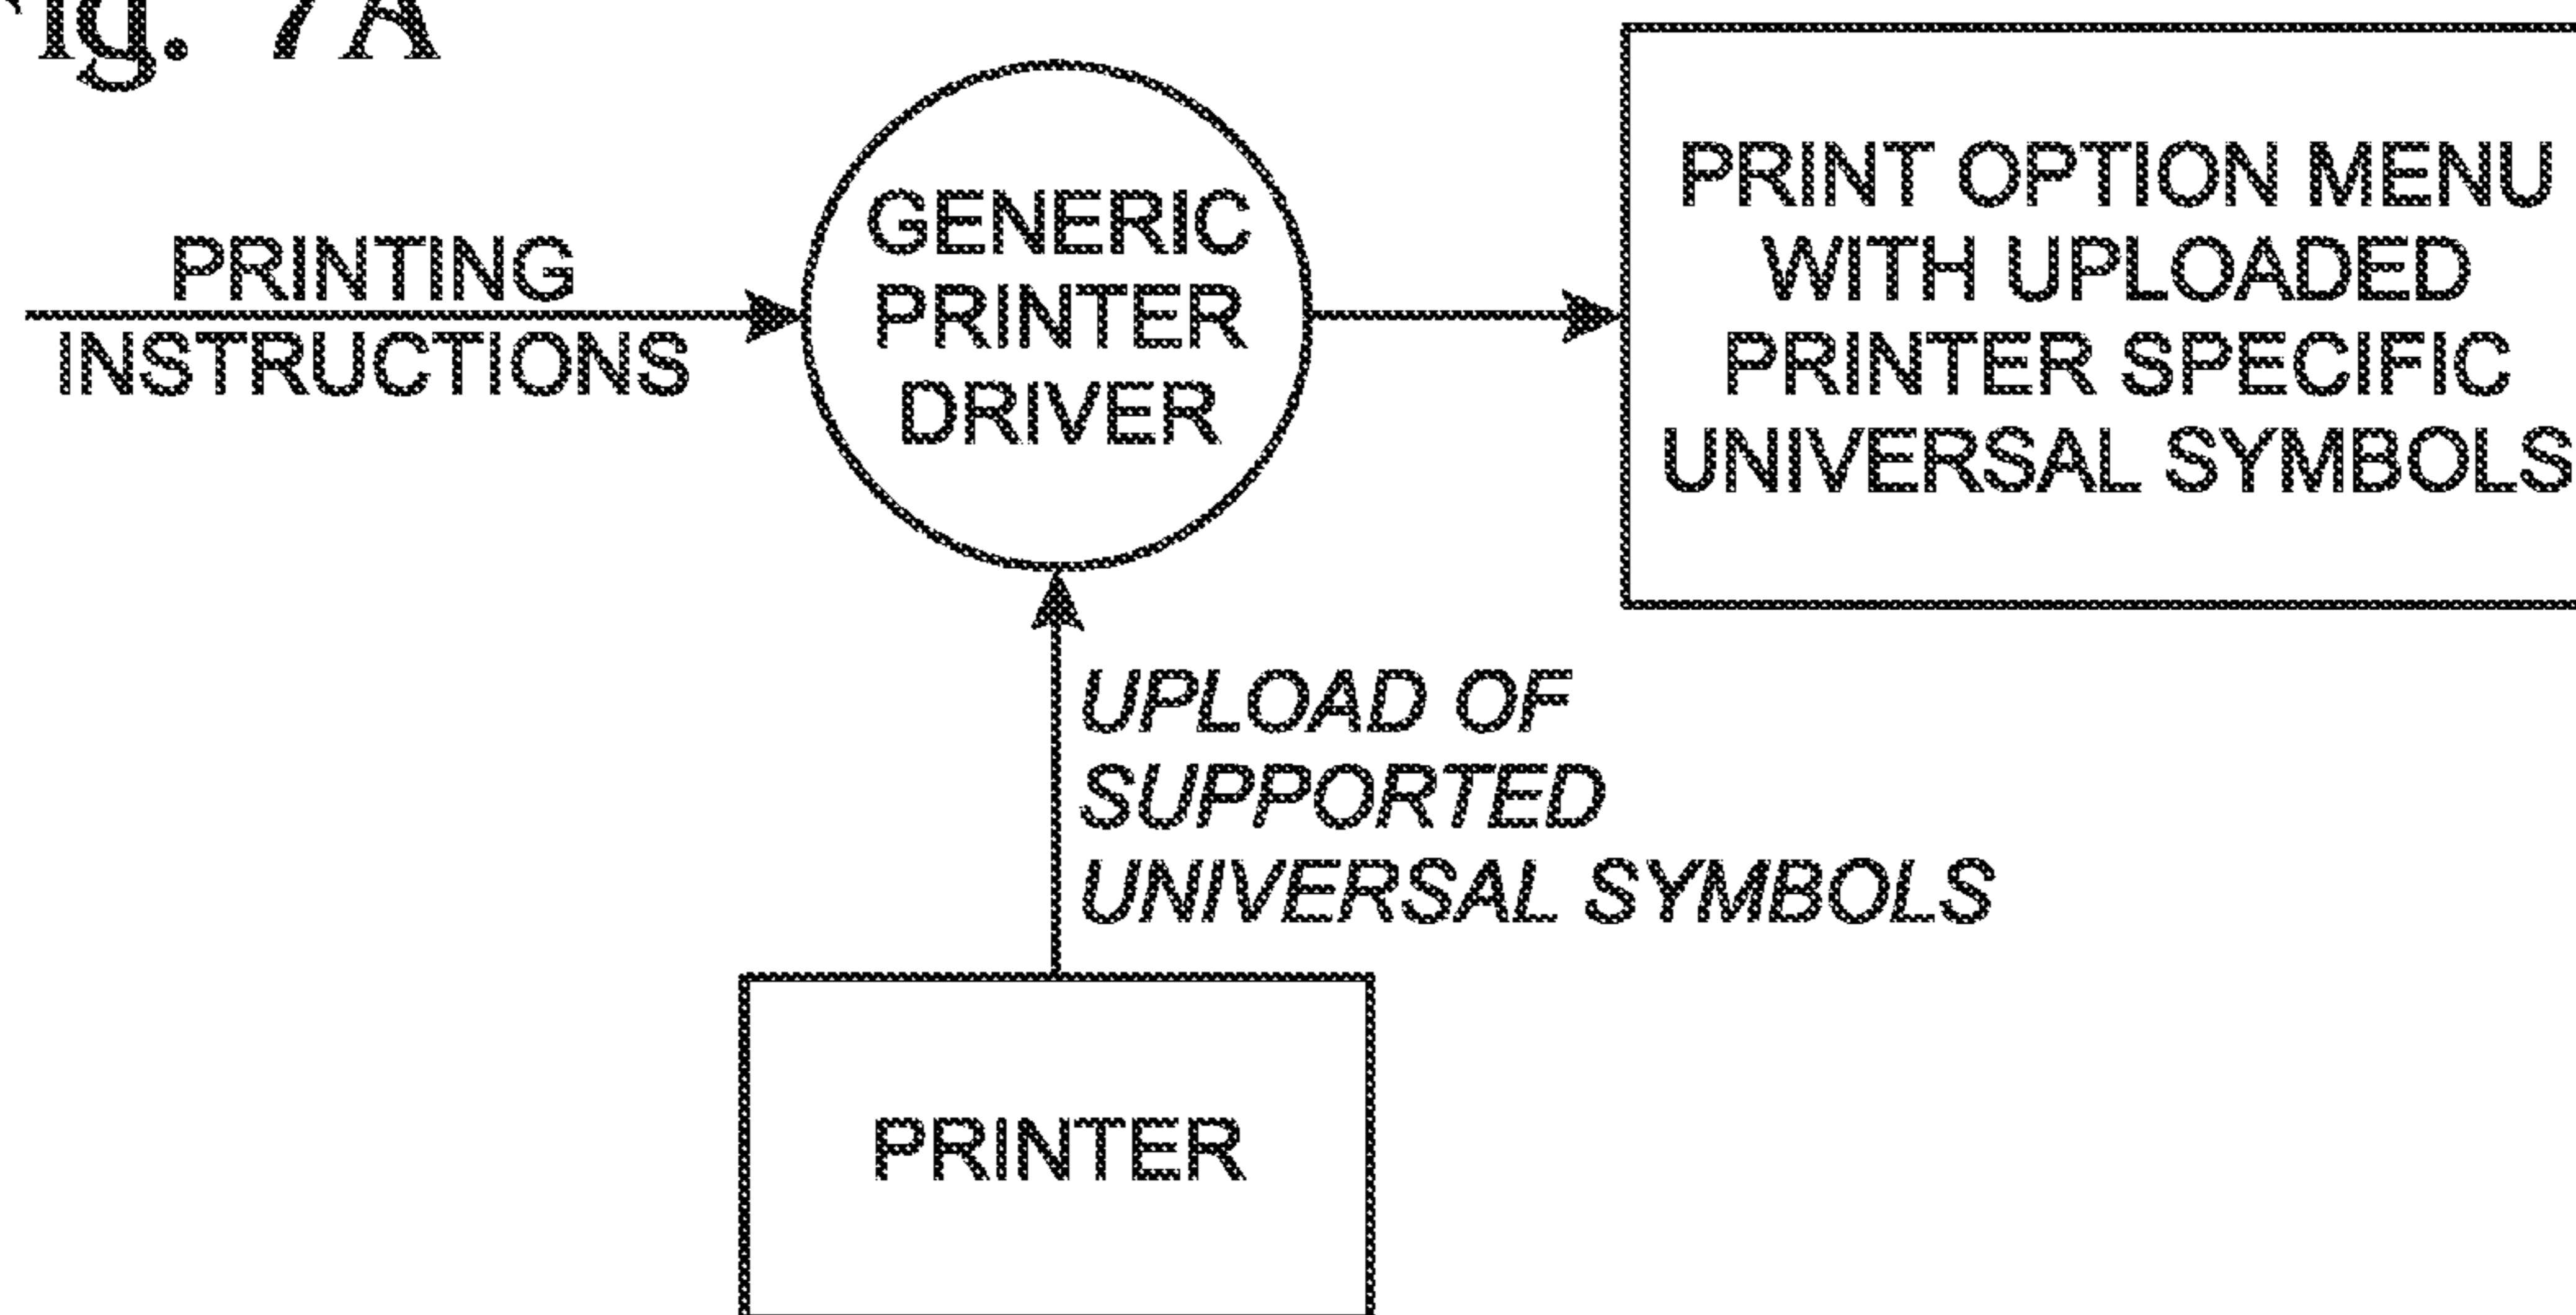 Fig. 7A
PRINTING
INSTRUCTIONS
GENERIC
PRINTER
DRIVER
PRINT OPTION MENU
WITH UPLOADED
PRINTER SPECIFIC
UNIVERSAL SYMBOLS
UPLOAD OF
SUPPORTED
UNIVERSAL SYMBOLS
PRINTER